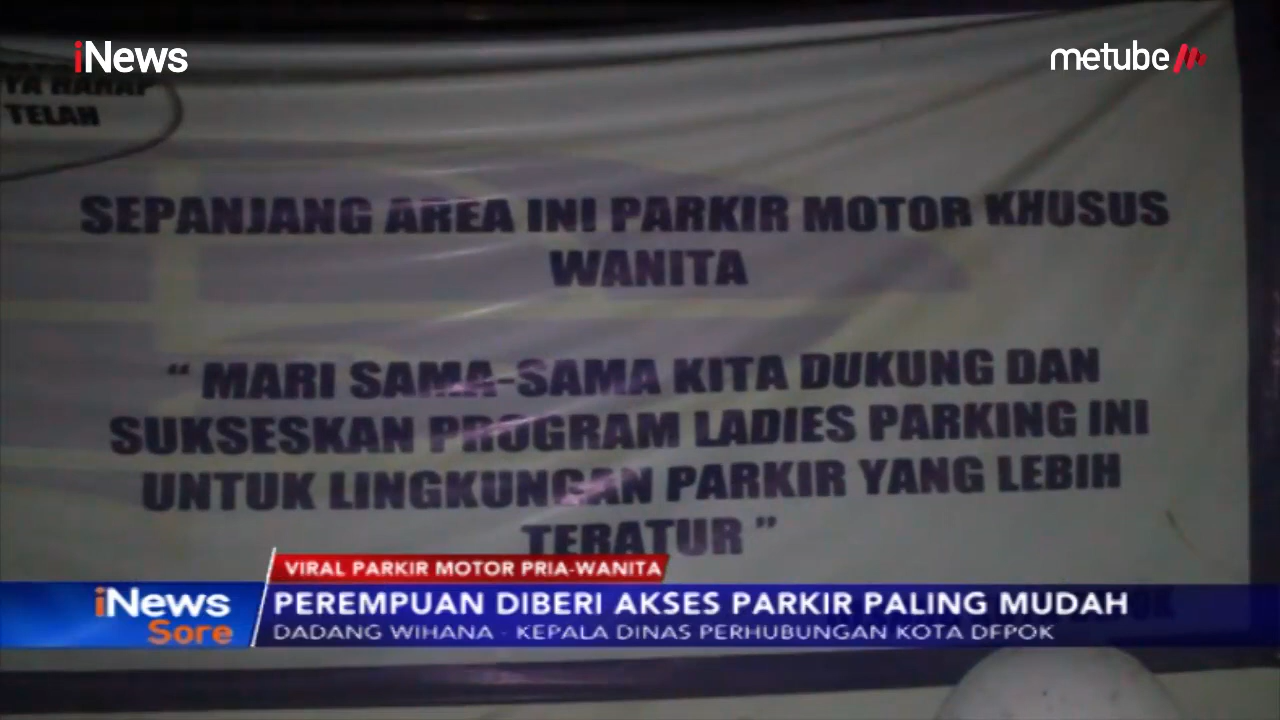 iNews
metube
YA HARAP
TELAH
SEPANJANG AREA INI PARKIR MOTOR KHUSUS
WANITA
“ MARI SAMA-SAMA KITA DUKUNG DAN
SUKSESKAN PROGRAM LADIES PARKING INI
UNTUK LINGKUNGAN PARKIR YANG LEBIH
TERATUR ”
VIRAL PARKIR MOTOR PRIA-WANITA
iNews
Sore
PEREMPUAN DIBERI AKSES PARKIR PALING MUDAH
DADANG WIHANA - KEPALA DINAS PERHUBUNGAN KOTA DEPOK